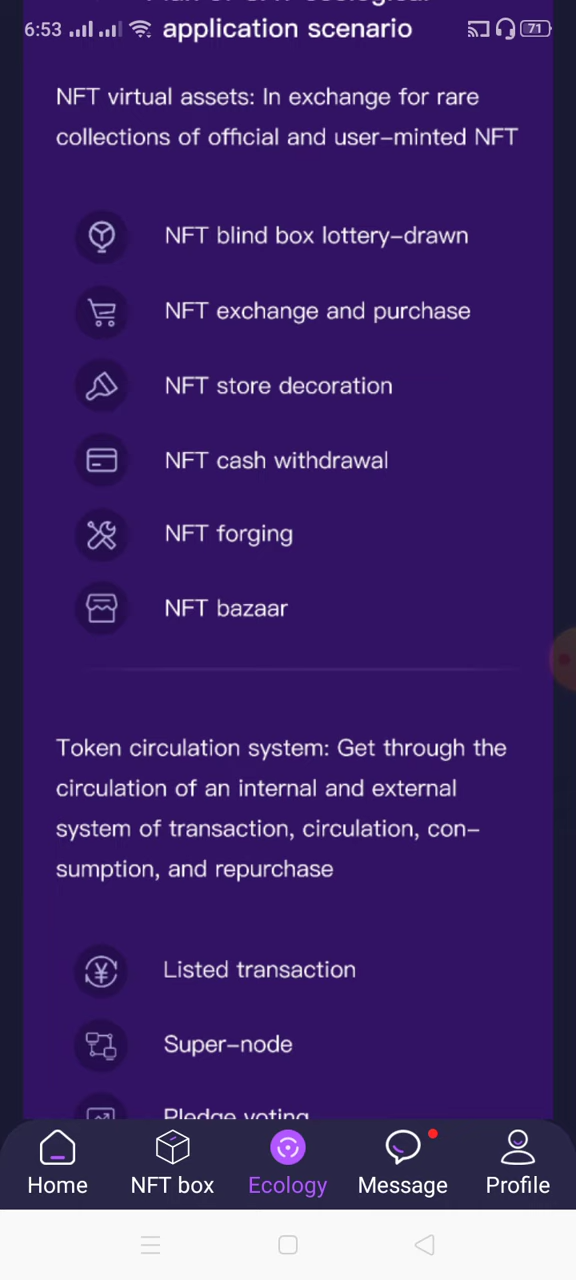 6:53
71
application scenario
NFT virtual assets: In exchange for rare
collections of official and user-minted NFT
NFT blind box lottery-drawn
NFT exchange and purchase
NFT store decoration
NFT cash withdrawal
NFT forging
NFT bazaar
Token circulation system: Get through the
circulation of an internal and external
system of transaction, circulation, con-
sumption, and repurchase
Listed transaction
Super-node
Pledge voting
Home
NFT box
Ecology
Message
Profile